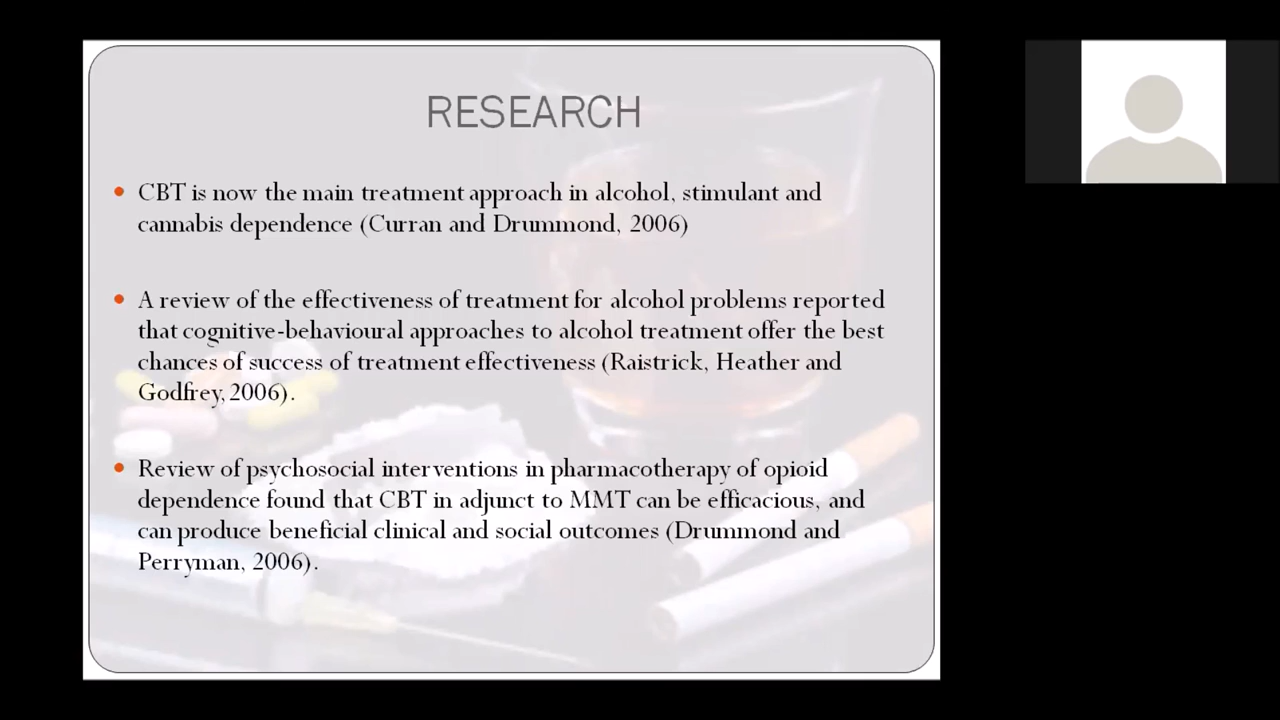 RESEARCH
CBT is now the main treatment approach in alcohol, stimulant and
cannabis dependence (Curran and Drummond, 2006)
A review of the effectiveness of treatment for alcohol problems reported
that cognitive-behavioural approaches to alcohol treatment offer the best
chances of success of treatment effectiveness (Raistrick, Heather and
Godfrey, 2006).
Review of psychosocial interventions in pharmacotherapy of opioid
dependence found that CBT in adjunct to MMT can be efficacious, and
can produce beneficial clinical and social outcomes (Drummond and
Perryman, 2006).